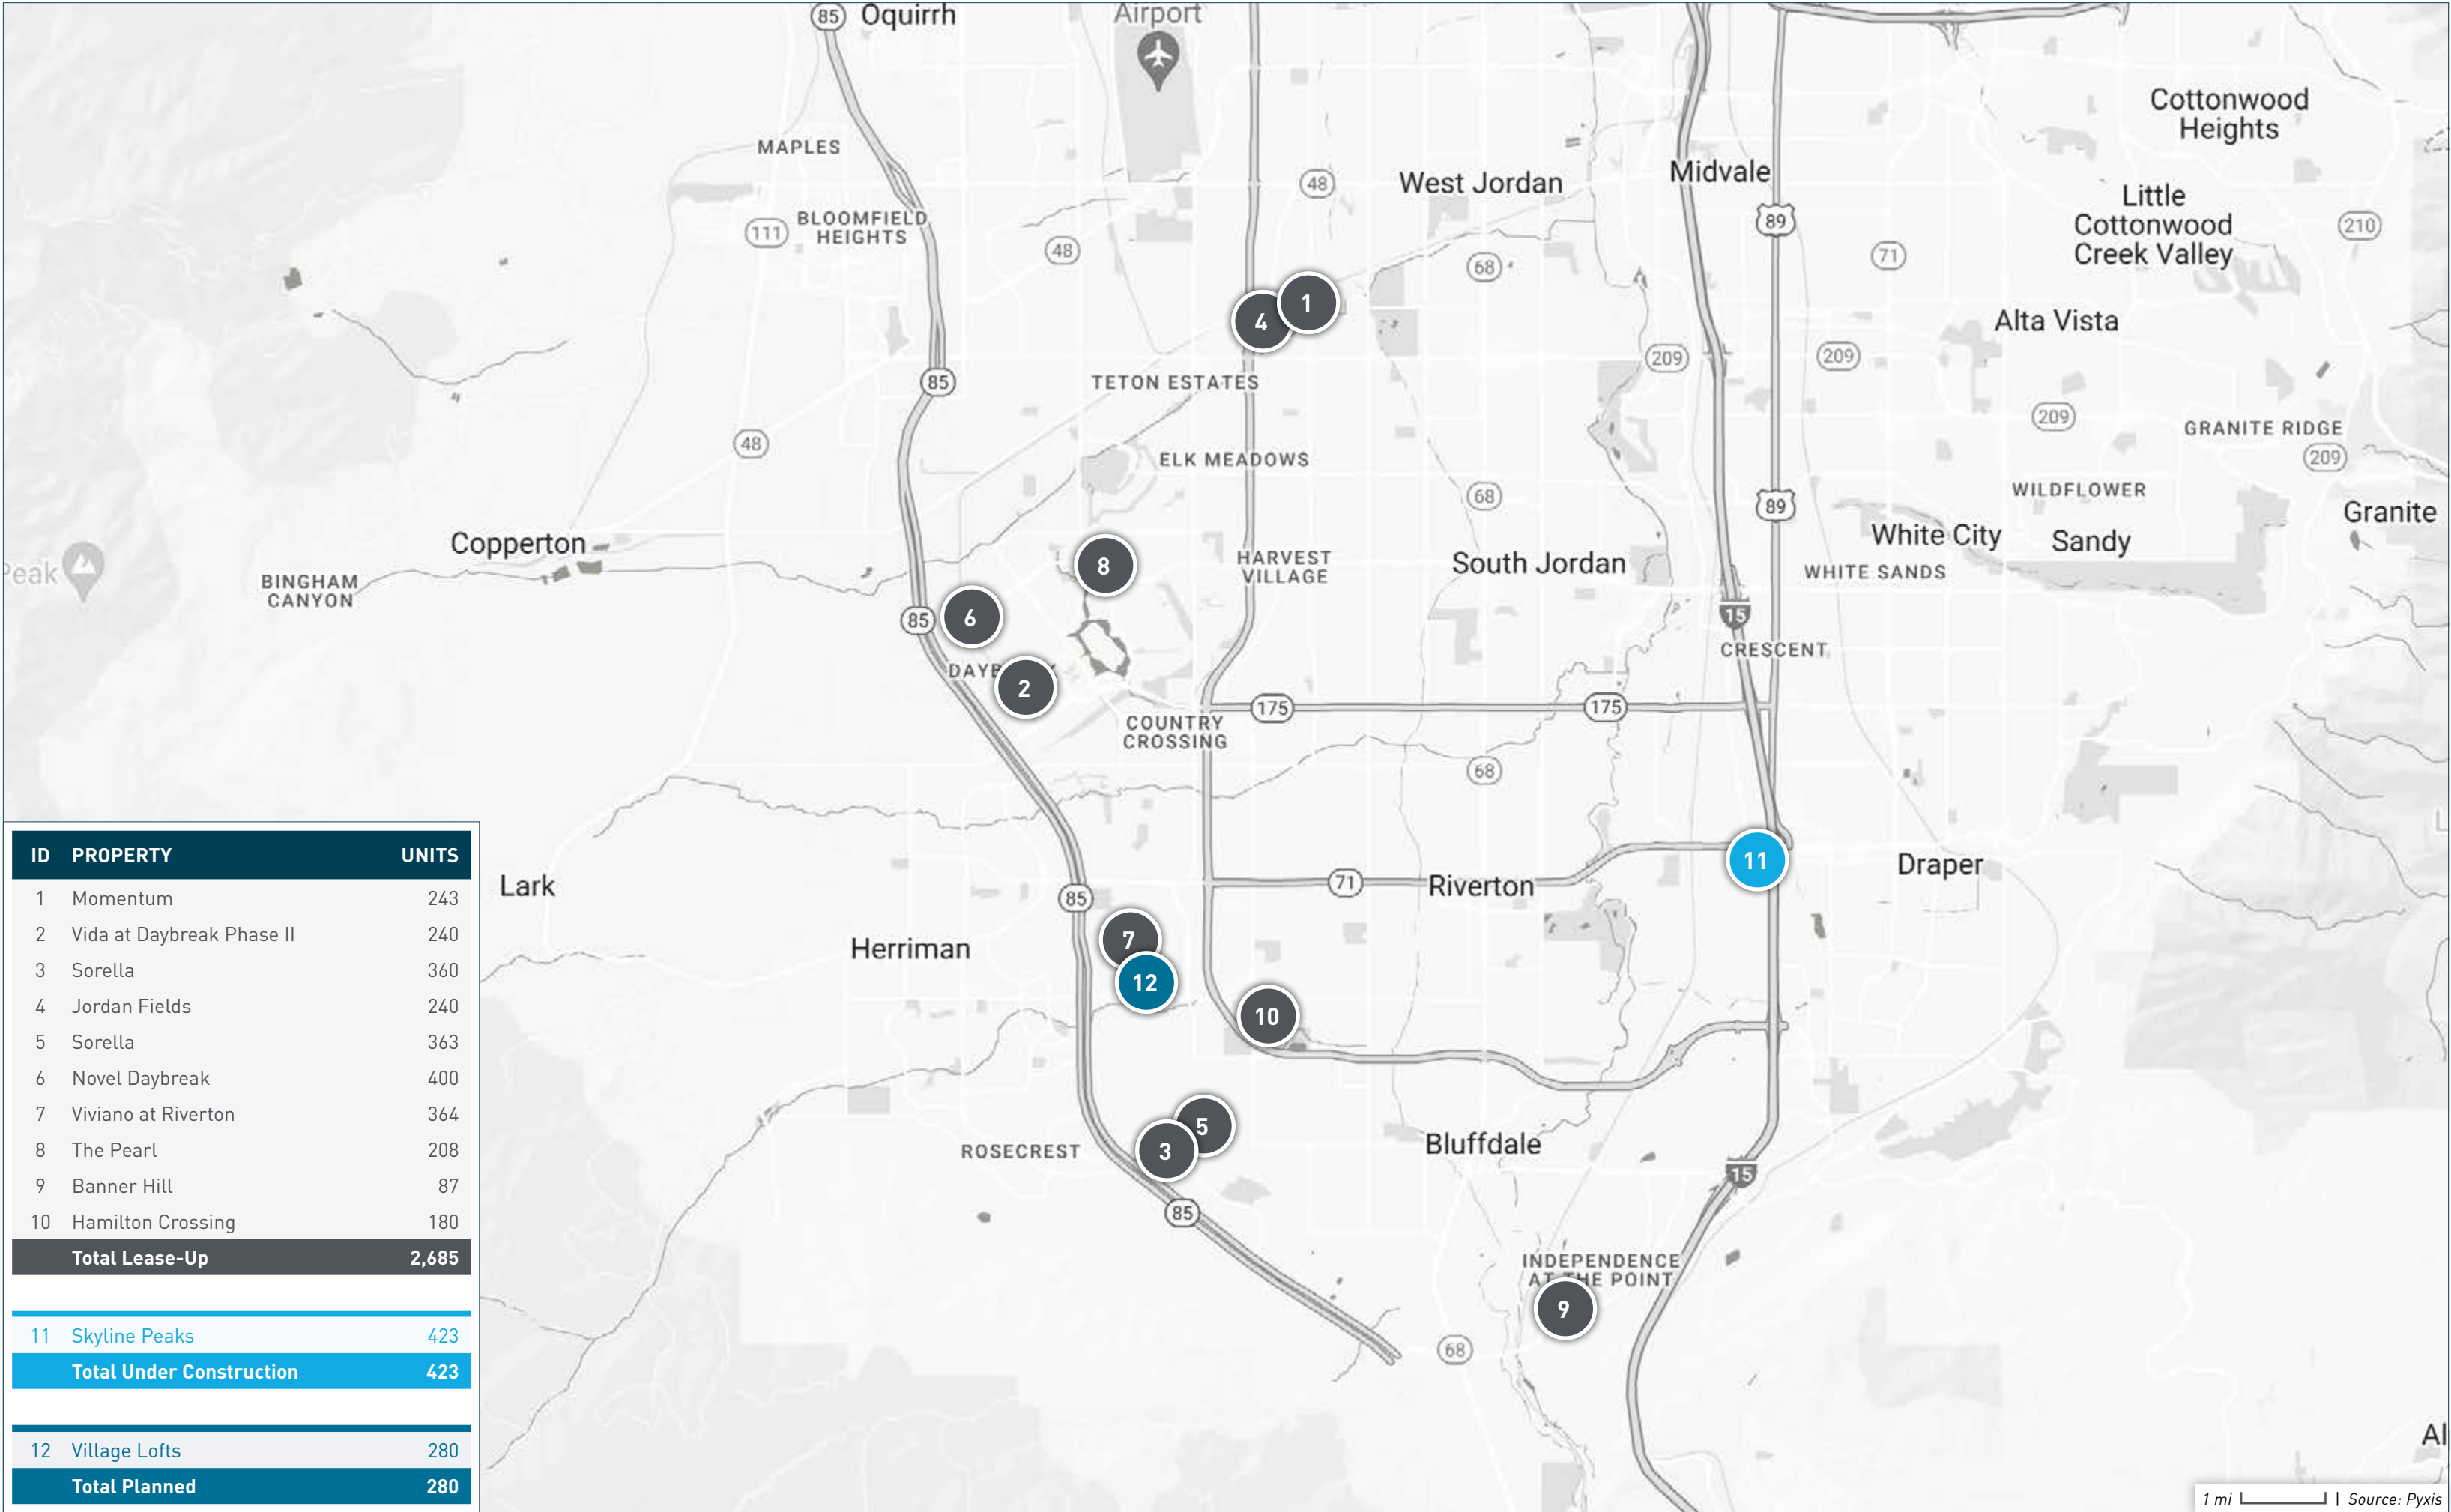 85 Oquirrh
Airport
Cottonwood
Heights
MAPLES
48
West Jordan
Midvale
Little
Cottonwood
Creek Valley
111
BLOOMFIELD
HEIGHTS
89
210
48
68
71
1
4
Alta Vista
209
209
85
TETON ESTATES
209
GRANITE RIDGE
48
209
ELK MEADOWS
WILDFLOWER
68
89
Granite
White City
Sandy
Copperton
8
HARVEST
VILLAGE
South Jordan
WHITE SANDS
Peak
BINGHAM
CANYON
85
6
15
CRESCENT
2
175
175
COUNTRY
CROSSING
68
11
Draper
Lark
85
71
Riverton
7
Herriman
12
10
5
3
ROSECREST
Bluffdale
15
85
INDEPENDENCE
AT THE POINT
9
68
ID PROPERTY UNITS
1 Momentum 243
2 Vida at Daybreak Phase II 240
3 Sorella 360
4 Jordan Fields 240
5 Sorella 363
6 Novel Daybreak 400
7 Viviano at Riverton 364
8 The Pearl 208
9 Banner Hill 87
10 Hamilton Crossing 180
Total Lease-Up 2,685
11 Skyline Peaks 423
Total Under Construction 423
12 Village Lofts 280
Total Planned 280
Al
1 mi | Source: Pyxis